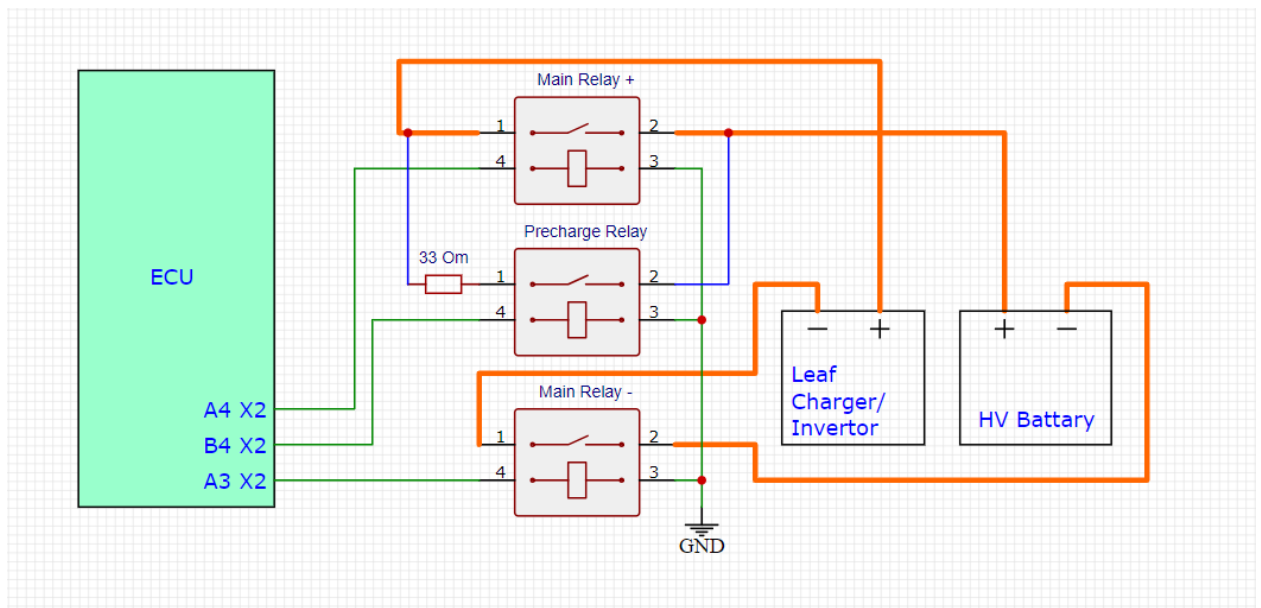 Main Relay +
1
2
4
3
Precharge Relay
33 Om
1
2
4
3
ECU
Main Relay -
1
2
4
3
A4 X2
B4 X2
A3 X2
− +
Leaf
Charger/
Invertor
+ −
HV Battary
GND